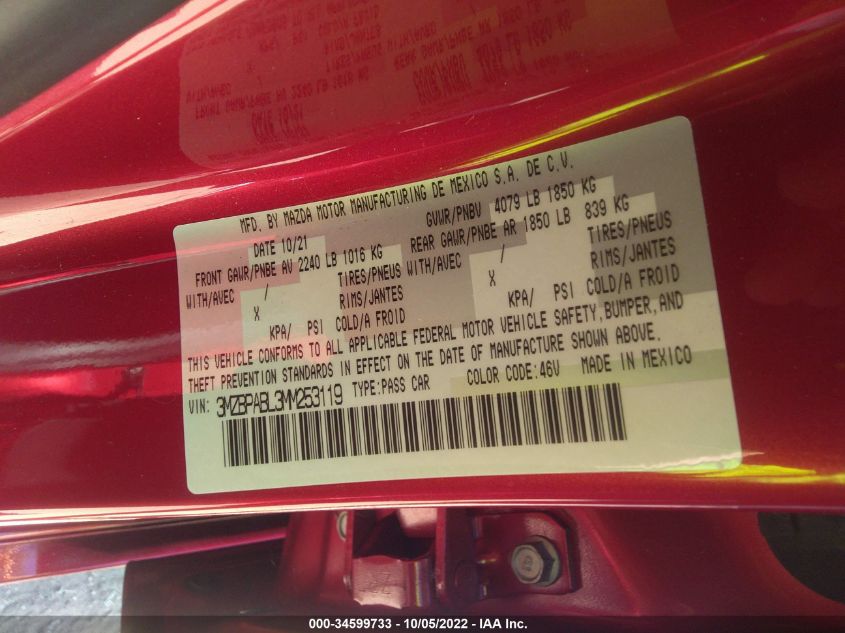 MFD. BY MAZDA MOTOR MANUFACTURING DE MEXICO S.A. DE C.V.
DATE 10/21 GVWR/PNBV 4079 LB 1850 KG
FRONT GAWR/PNBE AV 2240 LB 1016 KG REAR GAWR/PNBE AR 1850 LB 839 KG
WITH/AVEC / TIRES/PNEUS / TIRES/PNEUS
X RIMS/JANTES X RIMS/JANTES
KPA/ PSI COLD/A FROID KPA/ PSI COLD/A FROID
THIS VEHICLE CONFORMS TO ALL APPLICABLE FEDERAL MOTOR VEHICLE SAFETY, BUMPER, AND
THEFT PREVENTION STANDARDS IN EFFECT ON THE DATE OF MANUFACTURE SHOWN ABOVE.
VIN: 3MZBPABL3MM253119 TYPE:PASS CAR COLOR CODE:46V MADE IN MEXICO
000-34599733 - 10/05/2022 - IAA Inc.